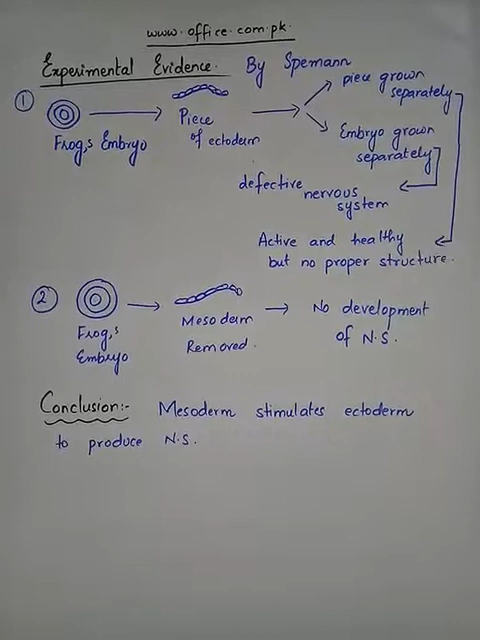 www.office.com.pk.
Experimental Evidence. By Spemann
1
Frog,s Embryo
Piece
of ectoderm
piece grown
separately
Embryo grown
separately
defective nervous
system
Active and healthy
but no proper structure.
2
Frog,s
Embryo
Mesoderm
Removed.
No development
of N.S.
Conclusion:- Mesoderm stimulates ectoderm
to produce N.S.